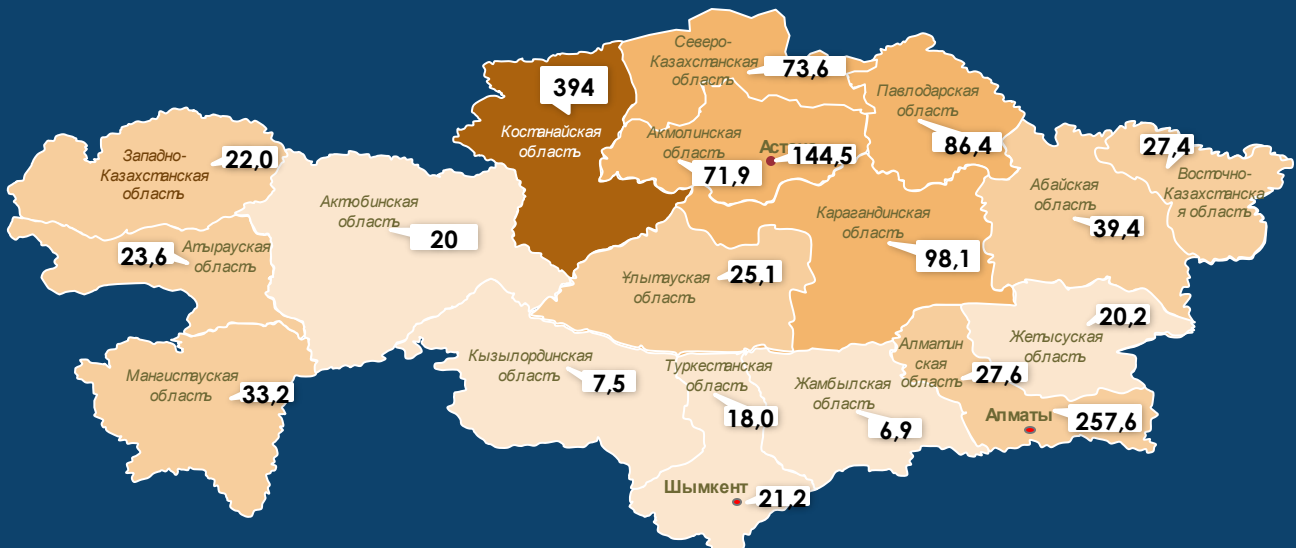 Северо-
Казахстанская
область
73,6
394
Костанайская
область
Павлодарская
область
86,4
Акмолинская
область
71,9
144,5
27,4
Восточно-
Казахстанска
я область
Западно-
Казахстанская
область
22,0
Абайская
область
39,4
Актюбинская
область
20
Карагандинская
область
98,1
Атырауская
область
23,6
Ұлытауская
область
25,1
20,2
Жетысуская
область
Алматин
ская
область
27,6
Кызылординская
область
7,5
Туркестанская
область
18,0
Жамбылская
область
6,9
Мангистауская
область
33,2
Алматы
257,6
Шымкент
21,2